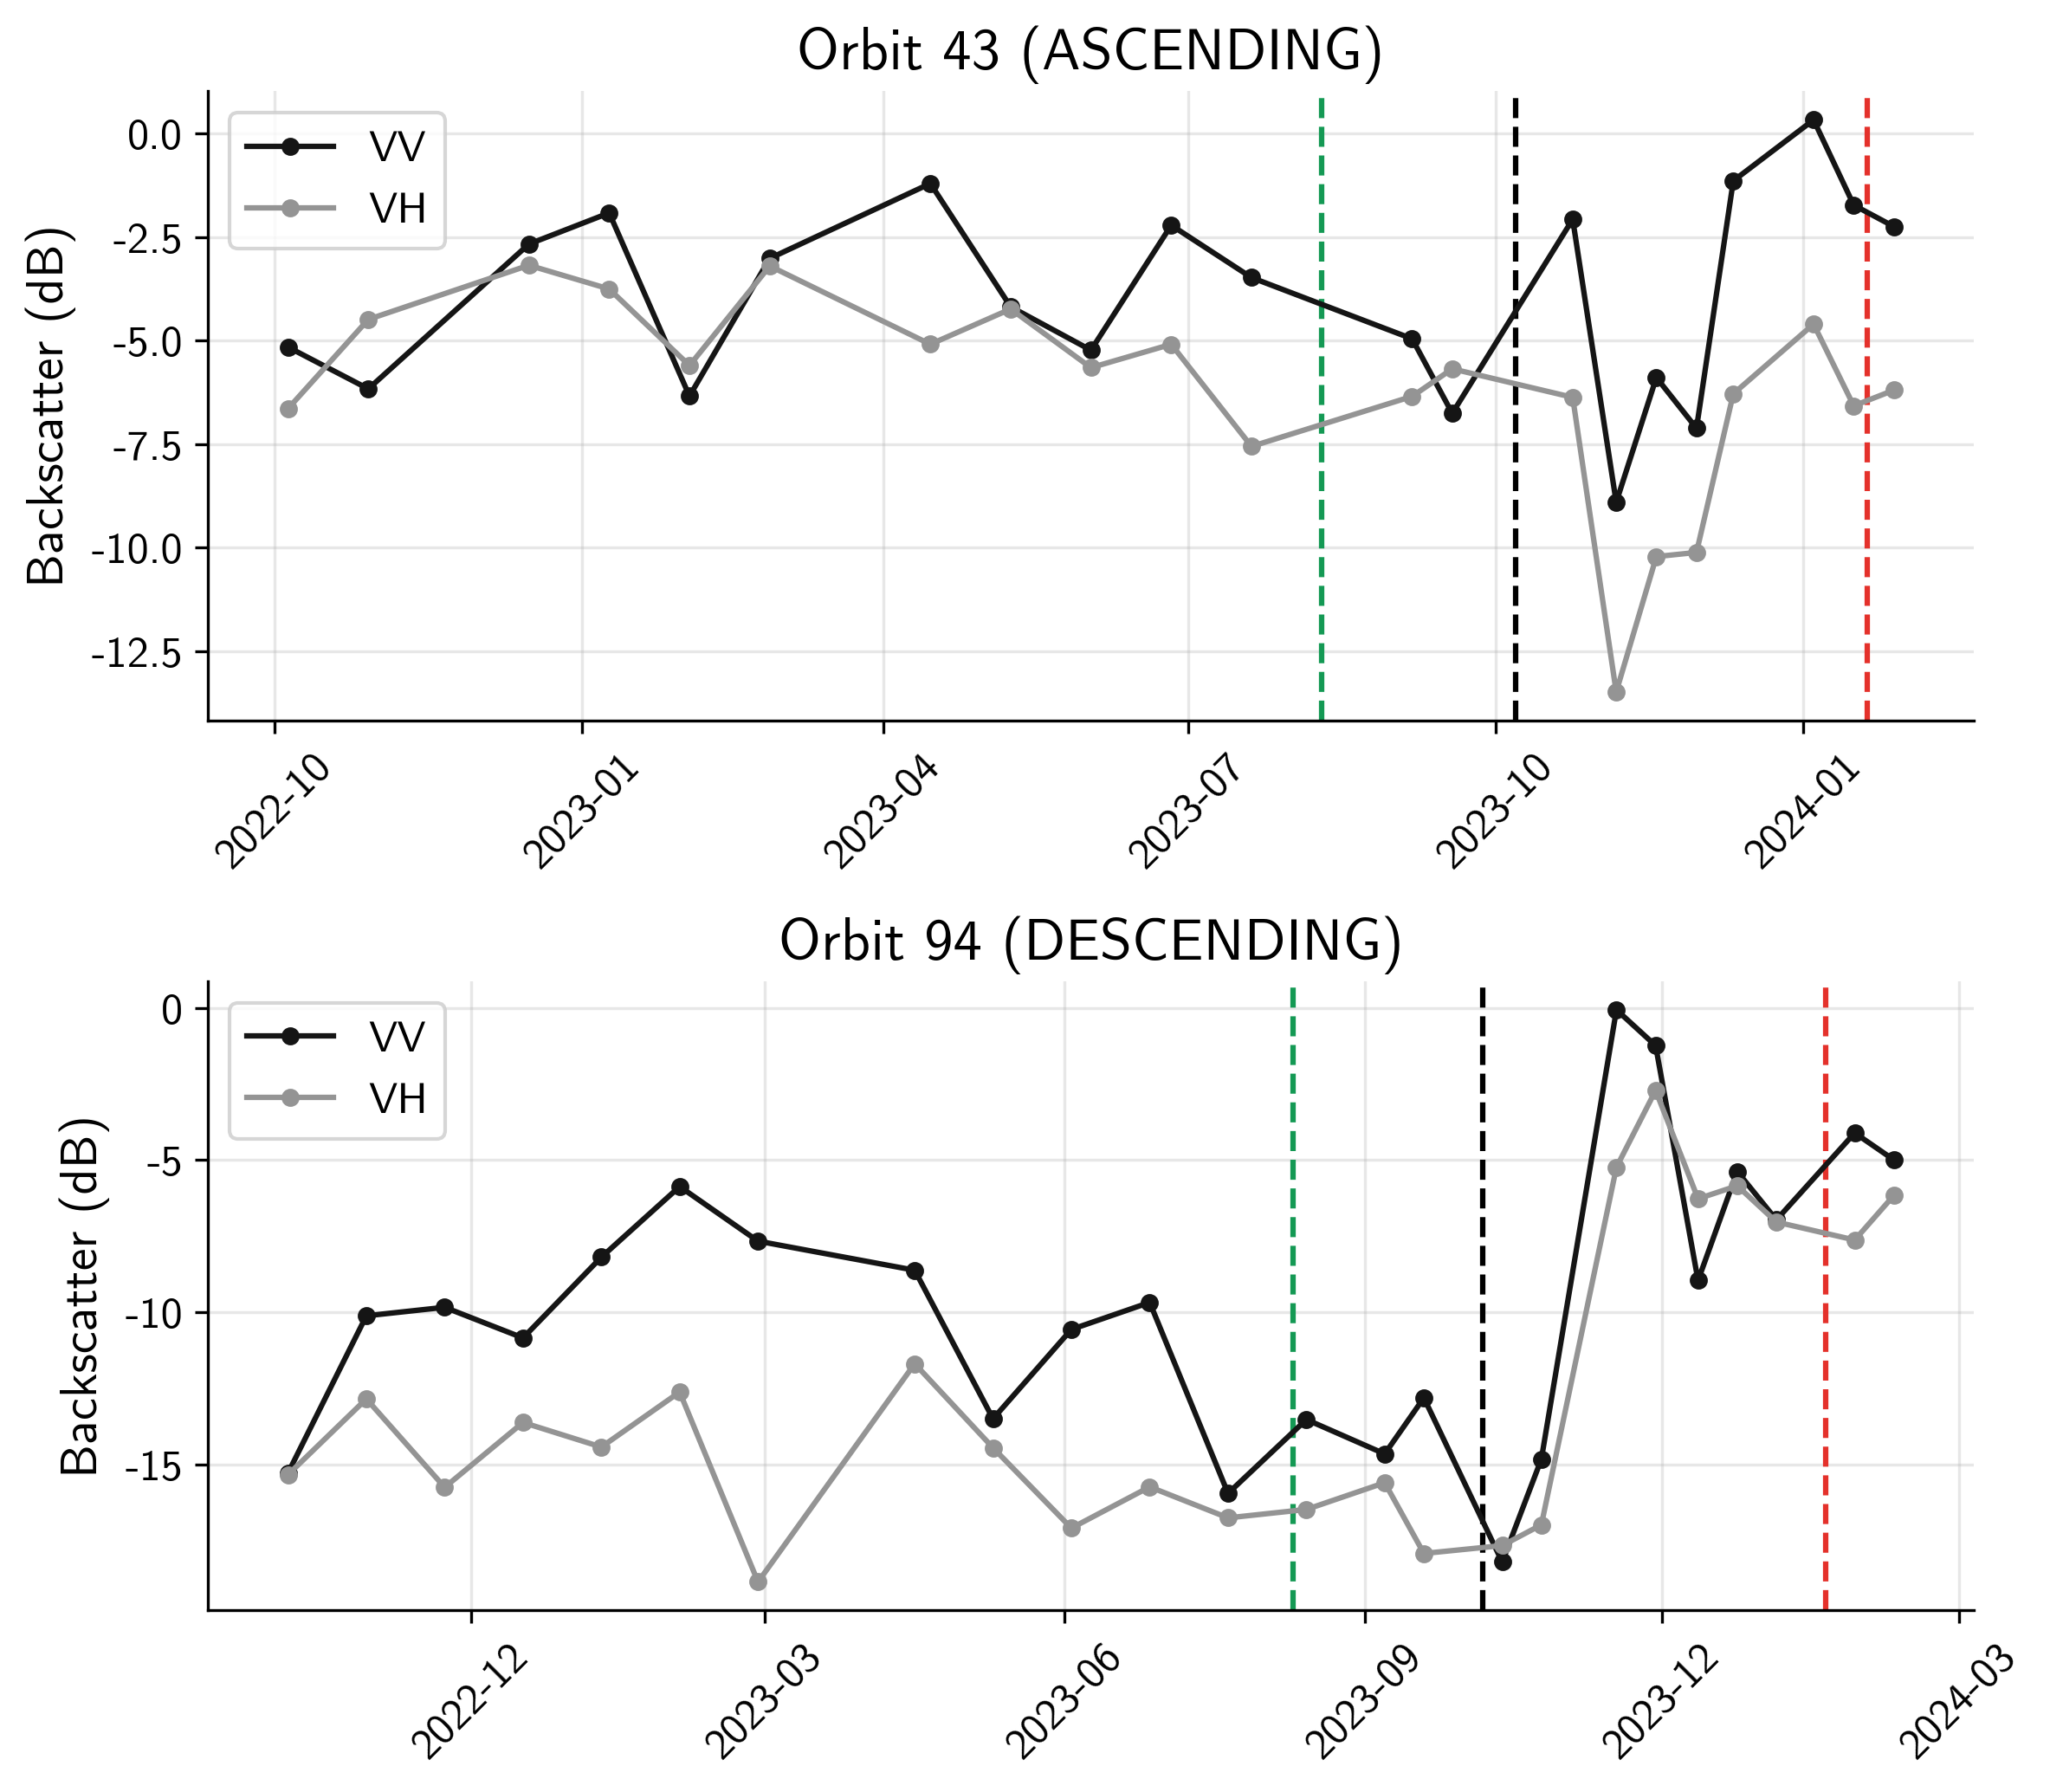 Orbit 43 (ASCENDING)
VV
VH
Backscatter (dB)
0.0
-2.5
-5.0
-7.5
-10.0
-12.5
2022-10
2023-01
2023-04
2023-07
2023-10
2024-01
Orbit 94 (DESCENDING)
VV
VH
Backscatter (dB)
0
-5
-10
-15
2022-12
2023-03
2023-06
2023-09
2023-12
2024-03